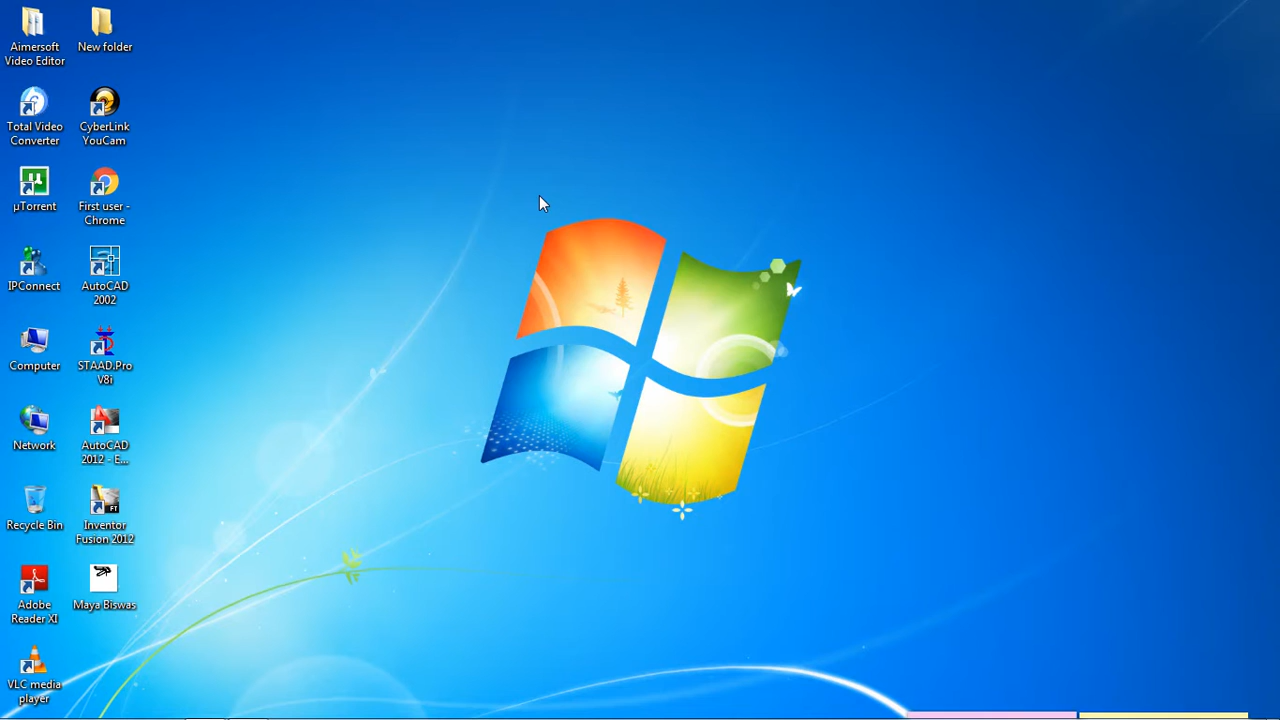 Aimersoft
Video Editor
New folder
Total Video
Converter
CyberLink
YouCam
µTorrent
First user -
Chrome
IPConnect
AutoCAD
2002
Computer
STAAD.Pro
V8i
Network
AutoCAD
2012 - E...
Recycle Bin
Inventor
Fusion 2012
FT
Adobe
Reader XI
Maya Biswas
VLC media
player